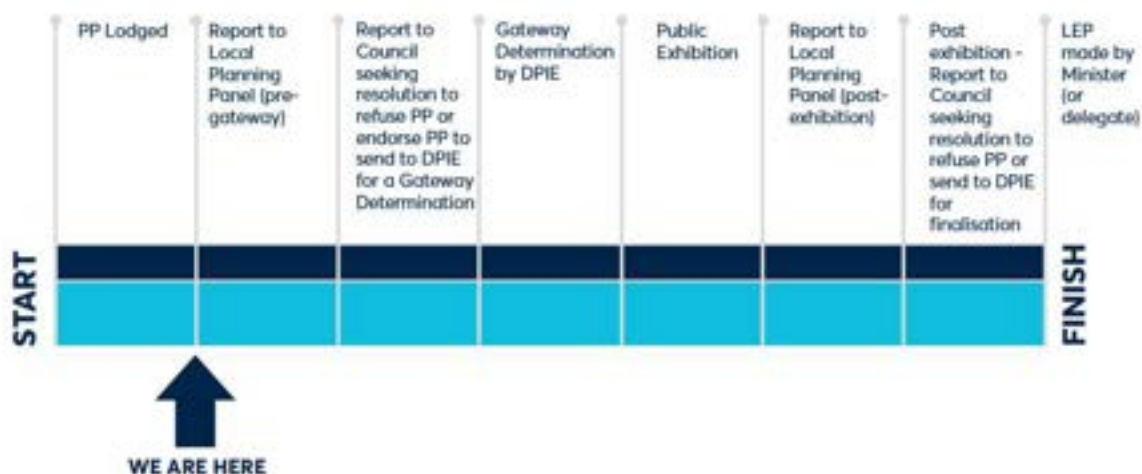 PP Lodged
Report to
Local
Planning
Panel (pre-
gateway)
Report to
Council
seeking
resolution to
refuse PP or
endorse PP to
send to DPIE
for a Gateway
Determination
Gateway
Determination
by DPIE
Public
Exhibition
Report to
Local
Planning
Panel (post-
exhibition)
Post
exhibition -
Report to
Council
seeking
resolution to
refuse PP or
send to DPIE
for
finalisation
LEP
made by
Minister
(or
delegate)
START
FINISH
WE ARE HERE